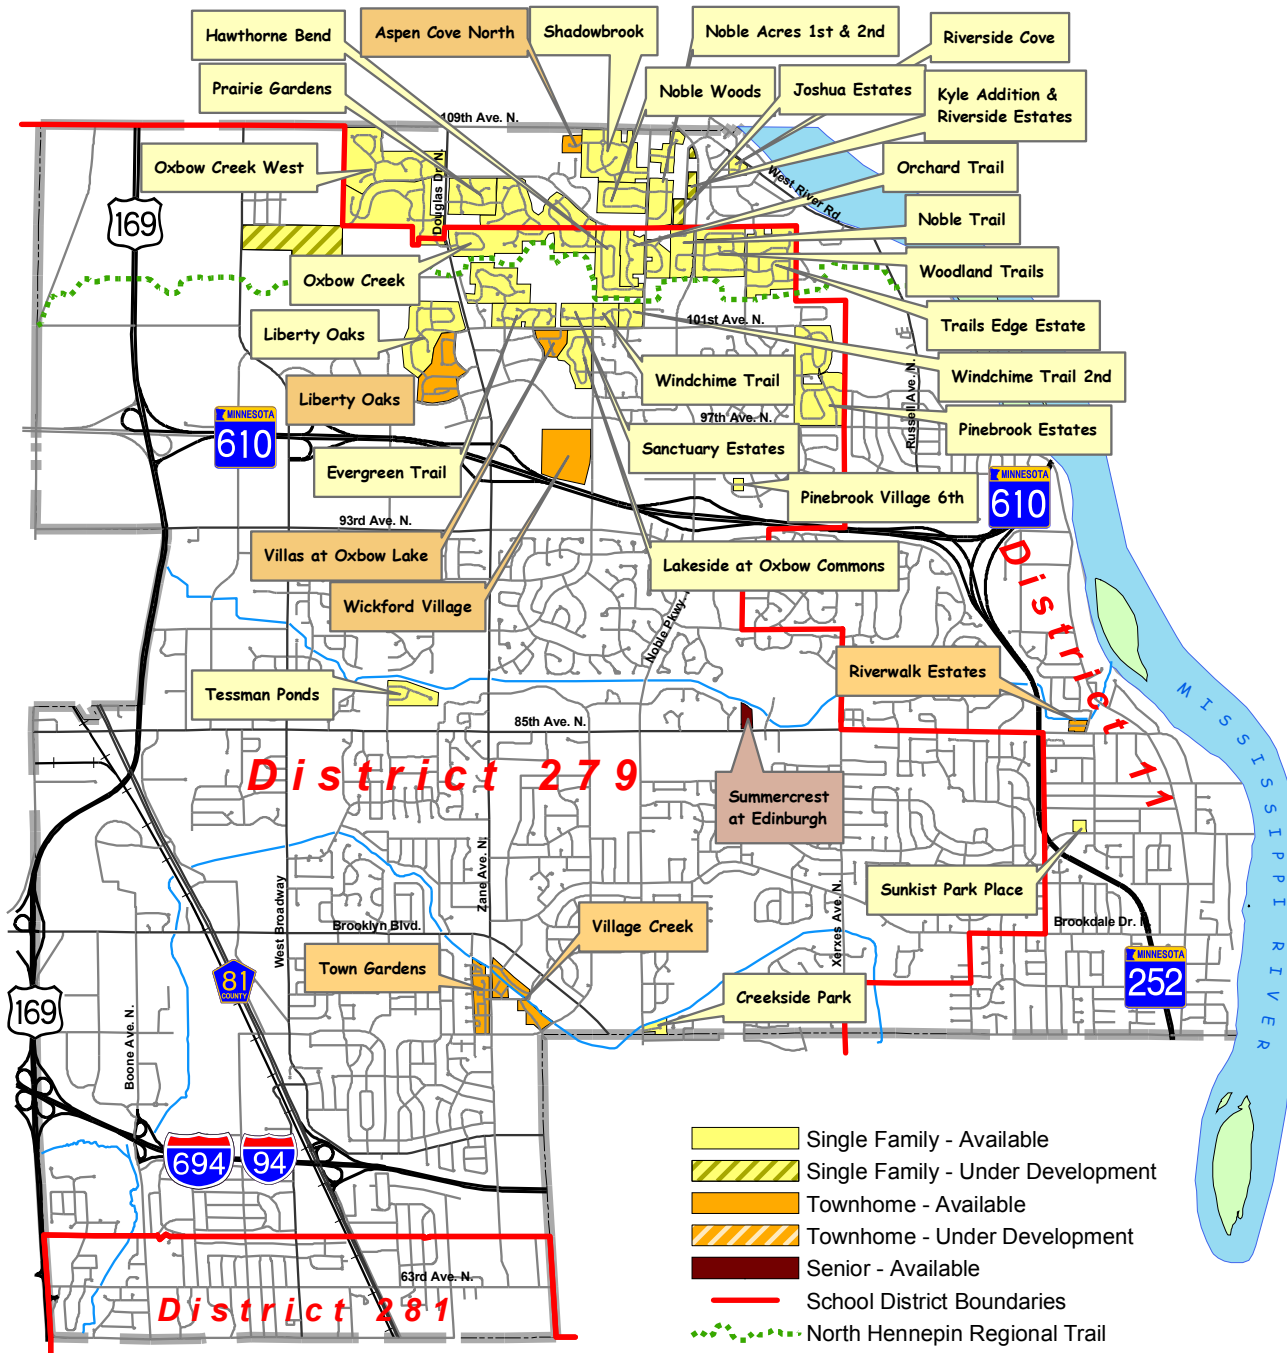 Hawthorne Bend
Aspen Cove North
Shadowbrook
Noble Acres 1st & 2nd
Riverside Cove
Prairie Gardens
Noble Woods
Joshua Estates
Kyle Addition &
Riverside Estates
109th Ave. N.
Oxbow Creek West
Douglas Dr. N.
West River Rd.
Orchard Trail
169
Noble Trail
Oxbow Creek
Woodland Trails
Liberty Oaks
101st Ave. N.
Trails Edge Estate
Russell Ave. N.
Windchime Trail
Windchime Trail 2nd
Liberty Oaks
97th Ave. N.
MINNESOTA
610
Evergreen Trail
Sanctuary Estates
Pinebrook Estates
Pinebrook Village 6th
MINNESOTA
610
93rd Ave. N.
Villas at Oxbow Lake
Lakeside at Oxbow Commons
Wickford Village
Noble Pkwy.
District 11
Riverwalk Estates
Tessman Ponds
85th Ave. N.
MISSISSIPPI RIVER
District 279
Summercrest
at Edinburgh
Zane Ave. N.
Sunkist Park Place
West Broadway
Brooklyn Blvd.
Village Creek
Xerxes Ave. N.
Brookdale Dr. N.
Town Gardens
81
COUNTY
MINNESOTA
252
Creekside Park
169
Boone Ave. N.
694
94
63rd Ave. N.
District 281
Single Family - Available
Single Family - Under Development
Townhome - Available
Townhome - Under Development
Senior - Available
School District Boundaries
North Hennepin Regional Trail